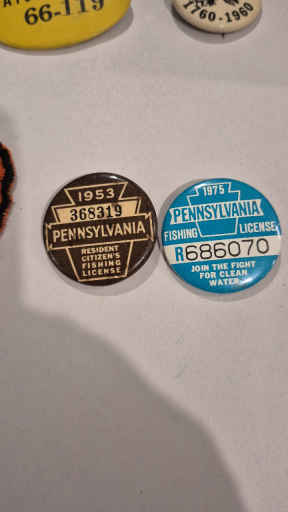 66-119
1760-1960
1953
368319
PENNSYLVANIA
RESIDENT
CITIZEN'S
FISHING
LICENSE
1975
PENNSYLVANIA
FISHING LICENSE
R686070
JOIN THE FIGHT
FOR CLEAN
WATER